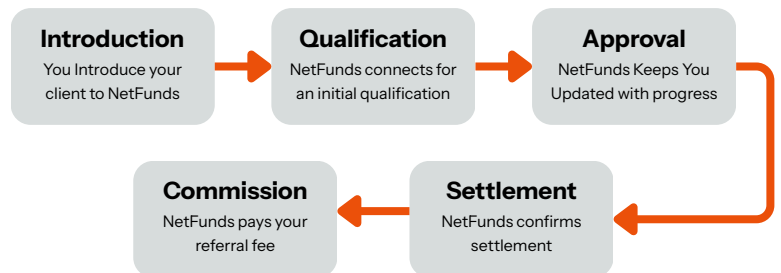 Introduction
You Introduce your
client to NetFunds
Qualification
NetFunds connects for
an initial qualification
Approval
NetFunds Keeps You
Updated with progress
Commission
NetFunds pays your
referral fee
Settlement
NetFunds confirms
settlement